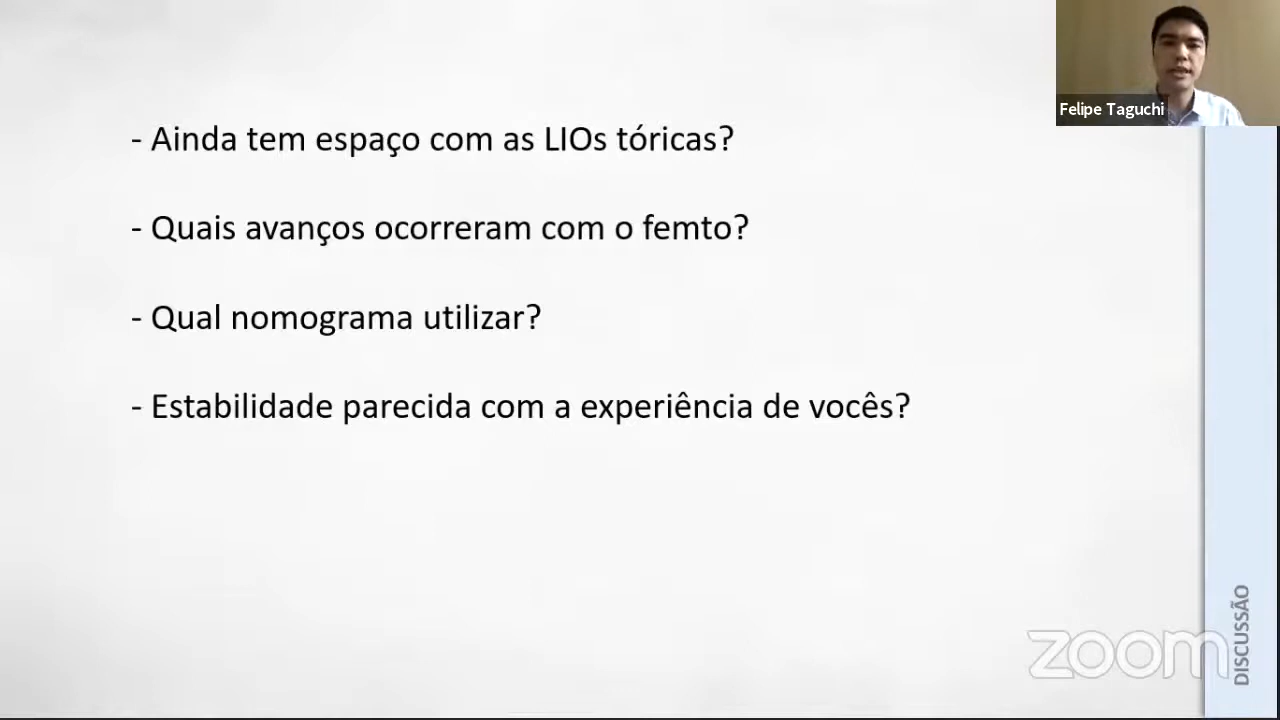 Felipe Taguchi
- Ainda tem espaço com as LIOs tóricas?
- Quais avanços ocorreram com o femto?
- Qual nomograma utilizar?
- Estabilidade parecida com a experiência de vocês?
DISCUSSÃO
zoom